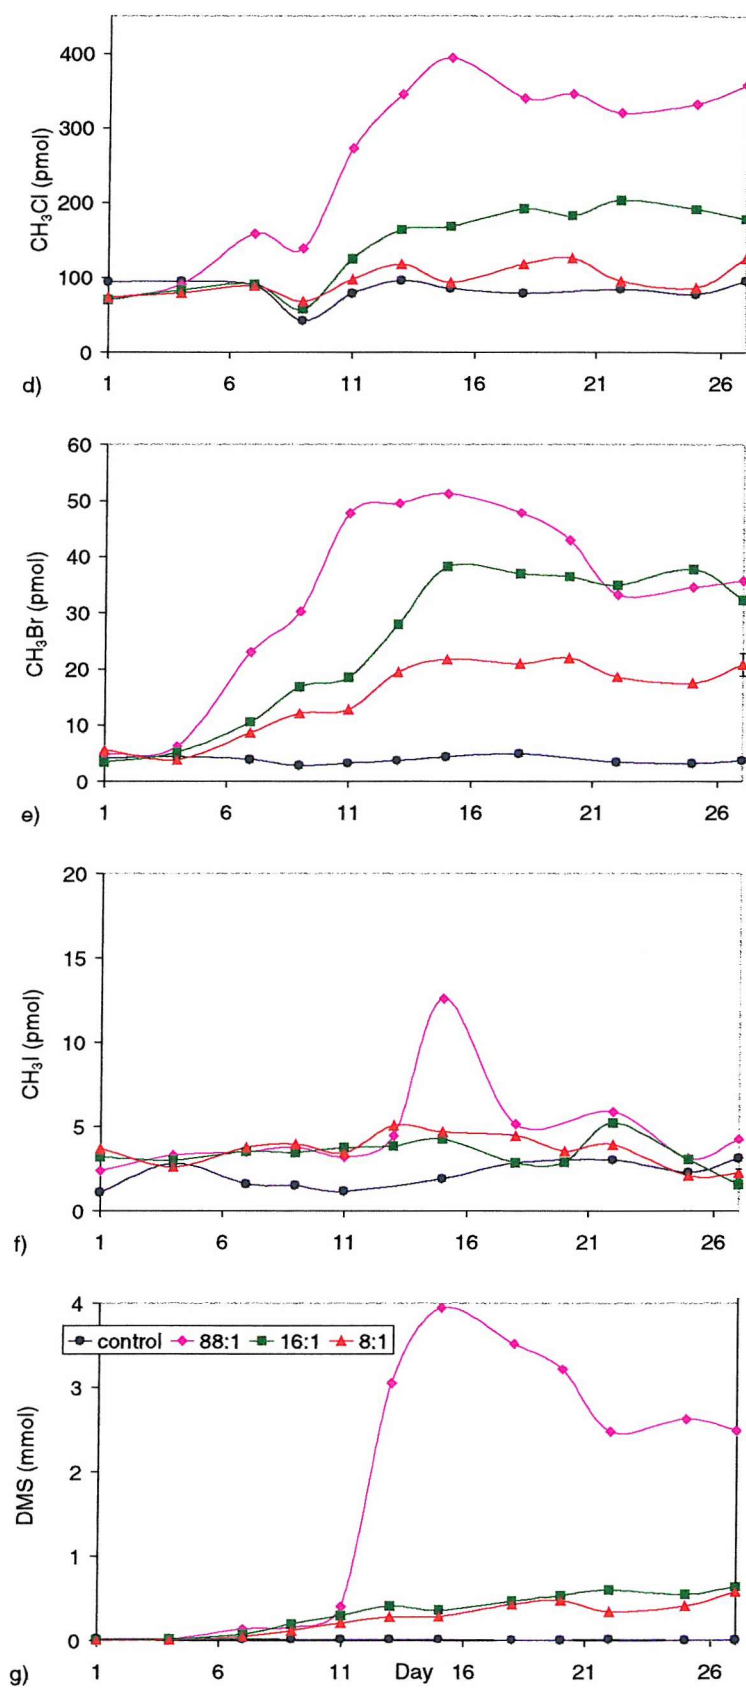 400
300
200
100
0
CH₃Cl (pmol)
d)
1 6 11 16 21 26
60
50
40
30
20
10
0
CH₃Br (pmol)
e)
1 6 11 16 21 26
20
15
10
5
0
CH₃I (pmol)
f)
1 6 11 16 21 26
4
control 88:1 16:1 8:1
3
2
1
0
DMS (mmol)
g)
1 6 11 Day 16 21 26